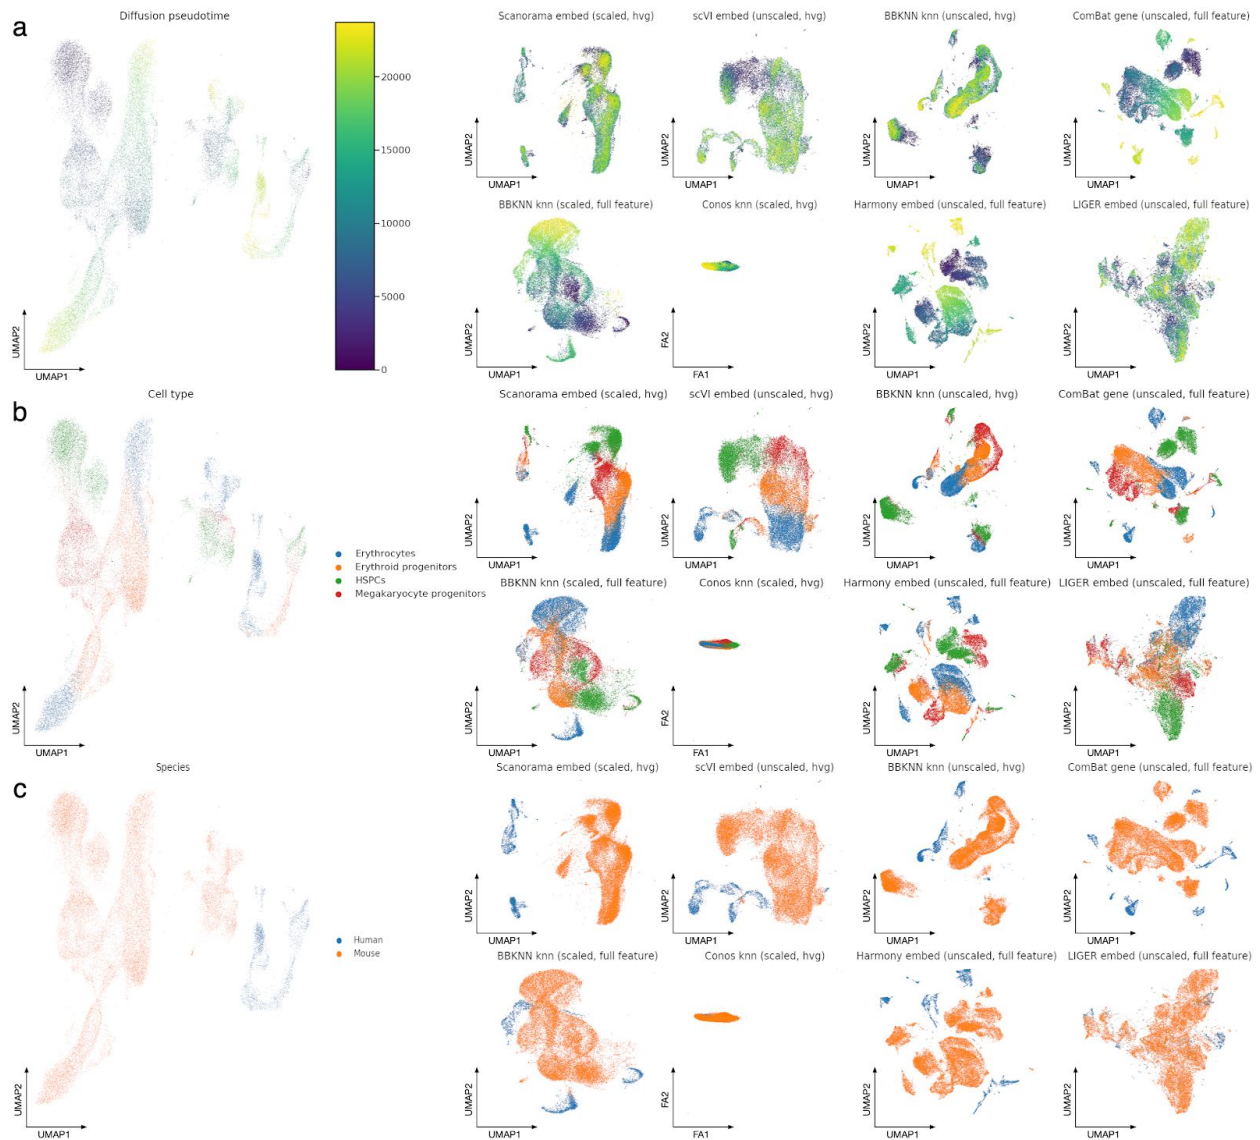 a
Diffusion pseudotime
20000
15000
10000
5000
0
UMAP2
UMAP1
Scanorama embed (scaled, hvg)
scVI embed (unscaled, hvg)
BBKNN knn (unscaled, hvg)
ComBat gene (unscaled, full feature)
UMAP2
UMAP1
UMAP2
UMAP1
UMAP2
UMAP1
UMAP2
UMAP1
BBKNN knn (scaled, full feature)
Conos knn (scaled, hvg)
Harmony embed (unscaled, full feature)
LIGER embed (unscaled, full feature)
UMAP2
UMAP1
FA2
FA1
UMAP2
UMAP1
UMAP2
UMAP1
b
Cell type
Erythrocytes
Erythroid progenitors
HSPCs
Megakaryocyte progenitors
UMAP2
UMAP1
Scanorama embed (scaled, hvg)
scVI embed (unscaled, hvg)
BBKNN knn (unscaled, hvg)
ComBat gene (unscaled, full feature)
UMAP2
UMAP1
UMAP2
UMAP1
UMAP2
UMAP1
UMAP2
UMAP1
BBKNN knn (scaled, full feature)
Conos knn (scaled, hvg)
Harmony embed (unscaled, full feature)
LIGER embed (unscaled, full feature)
UMAP2
UMAP1
FA2
FA1
UMAP2
UMAP1
UMAP2
UMAP1
c
Species
Human
Mouse
UMAP2
UMAP1
Scanorama embed (scaled, hvg)
scVI embed (unscaled, hvg)
BBKNN knn (unscaled, hvg)
ComBat gene (unscaled, full feature)
UMAP2
UMAP1
UMAP2
UMAP1
UMAP2
UMAP1
UMAP2
UMAP1
BBKNN knn (scaled, full feature)
Conos knn (scaled, hvg)
Harmony embed (unscaled, full feature)
LIGER embed (unscaled, full feature)
UMAP2
UMAP1
FA2
FA1
UMAP2
UMAP1
UMAP2
UMAP1